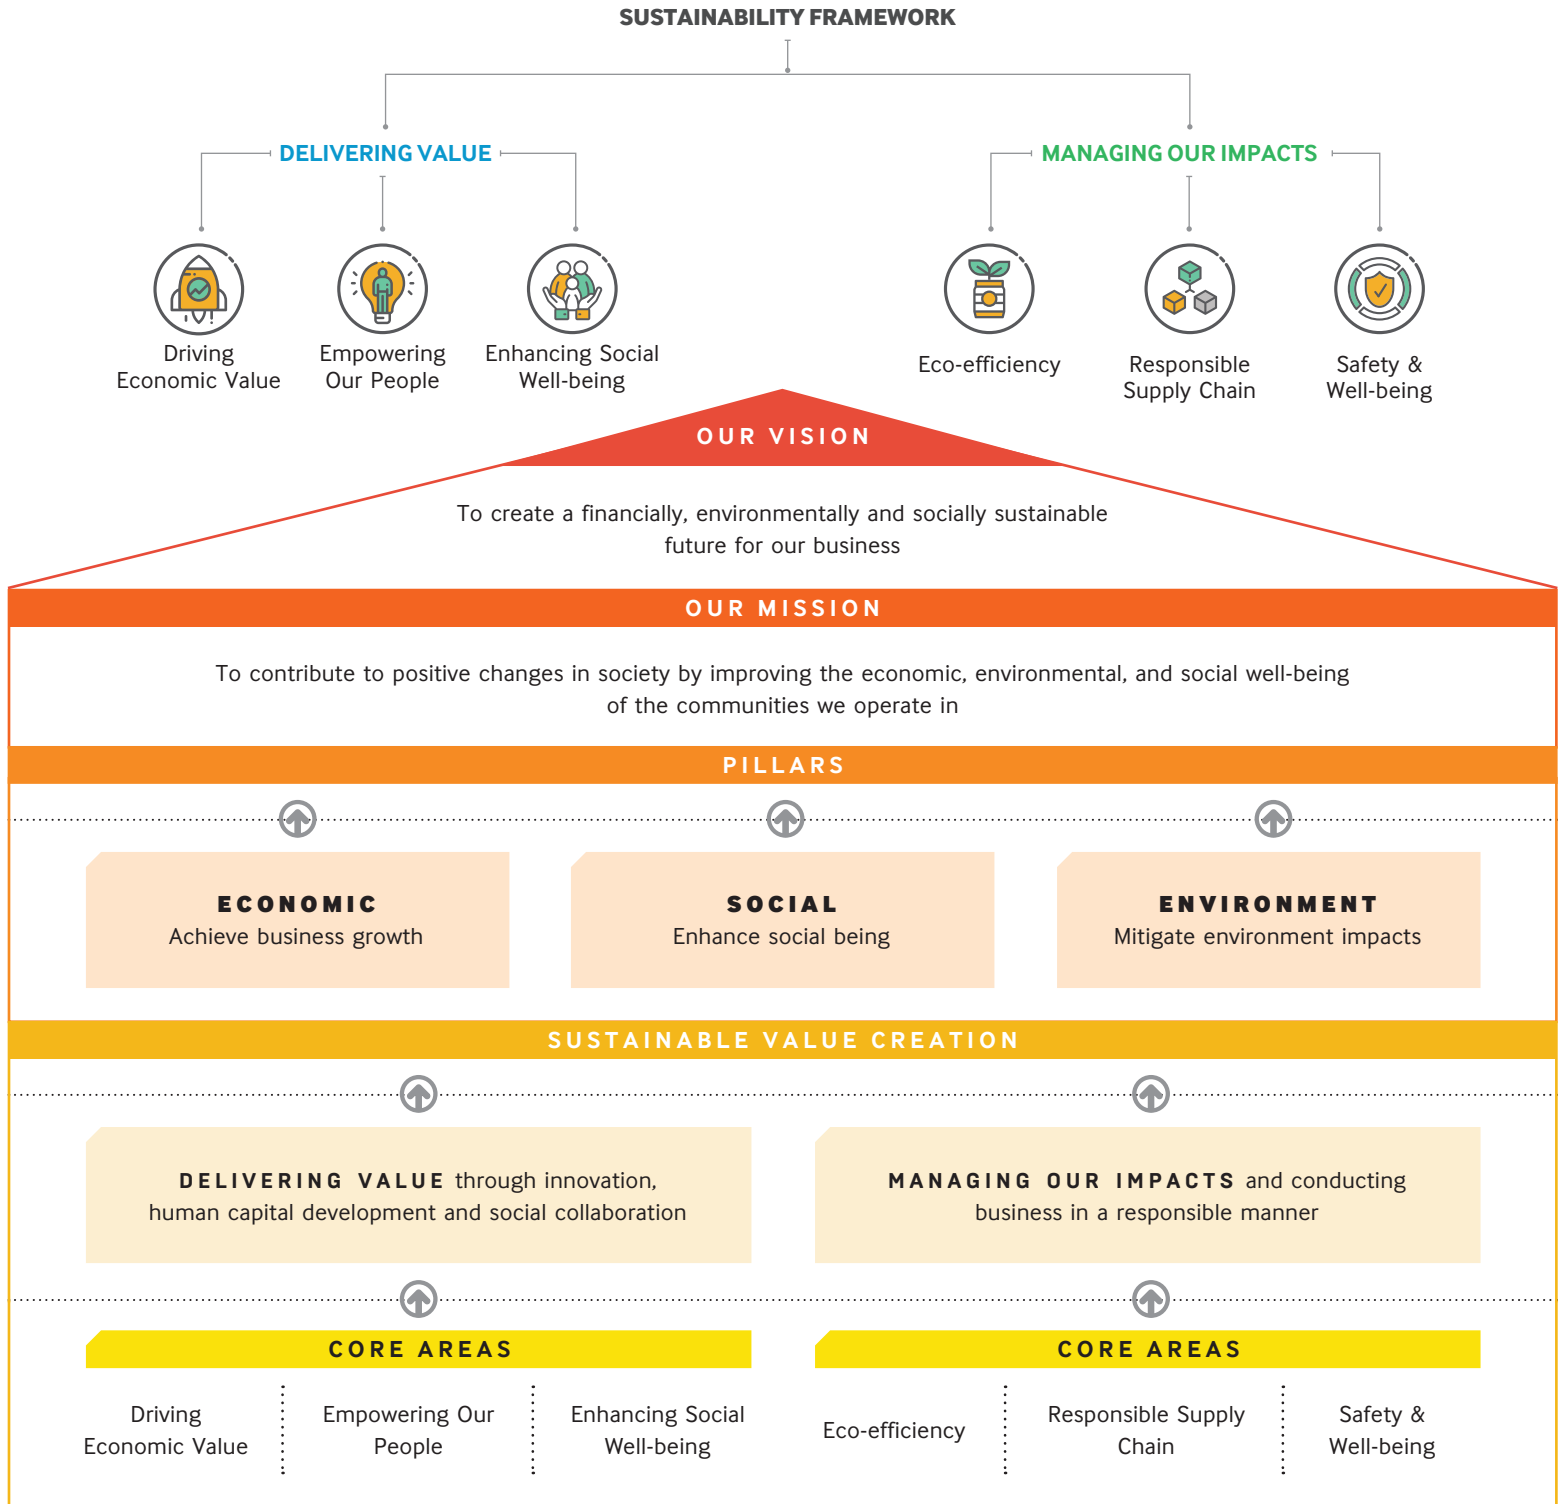 SUSTAINABILITY FRAMEWORK
DELIVERING VALUE
MANAGING OUR IMPACTS
Driving
Economic Value
Empowering
Our People
Enhancing Social
Well-being
Eco-efficiency
Responsible
Supply Chain
Safety &
Well-being
OUR VISION
To create a financially, environmentally and socially sustainable
future for our business
OUR MISSION
To contribute to positive changes in society by improving the economic, environmental, and social well-being
of the communities we operate in
PILLARS
ECONOMIC
Achieve business growth
SOCIAL
Enhance social being
ENVIRONMENT
Mitigate environment impacts
SUSTAINABLE VALUE CREATION
DELIVERING VALUE through innovation,
human capital development and social collaboration
MANAGING OUR IMPACTS and conducting
business in a responsible manner
CORE AREAS
Driving
Economic Value
Empowering Our
People
Enhancing Social
Well-being
CORE AREAS
Eco-efficiency
Responsible Supply
Chain
Safety &
Well-being